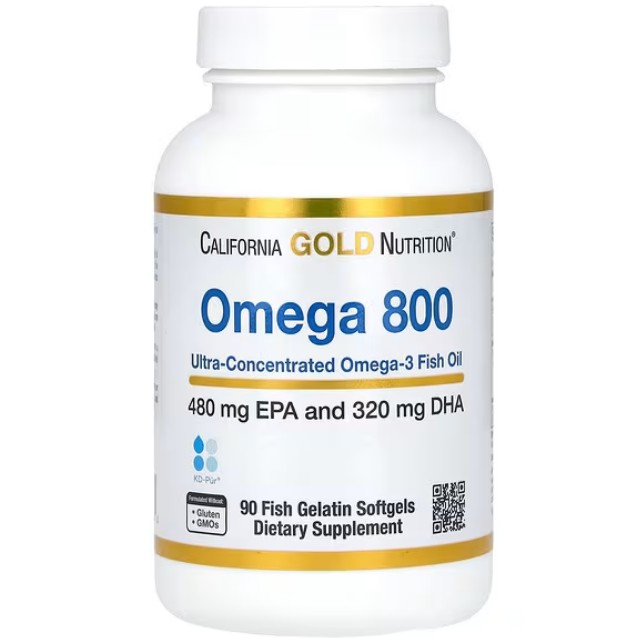 CALIFORNIA GOLD NUTRITION®
Omega 800
Ultra-Concentrated Omega-3 Fish Oil
480 mg EPA and 320 mg DHA
KD-Pür®
Formulated Without:
• Gluten
• GMOs
90 Fish Gelatin Softgels
Dietary Supplement